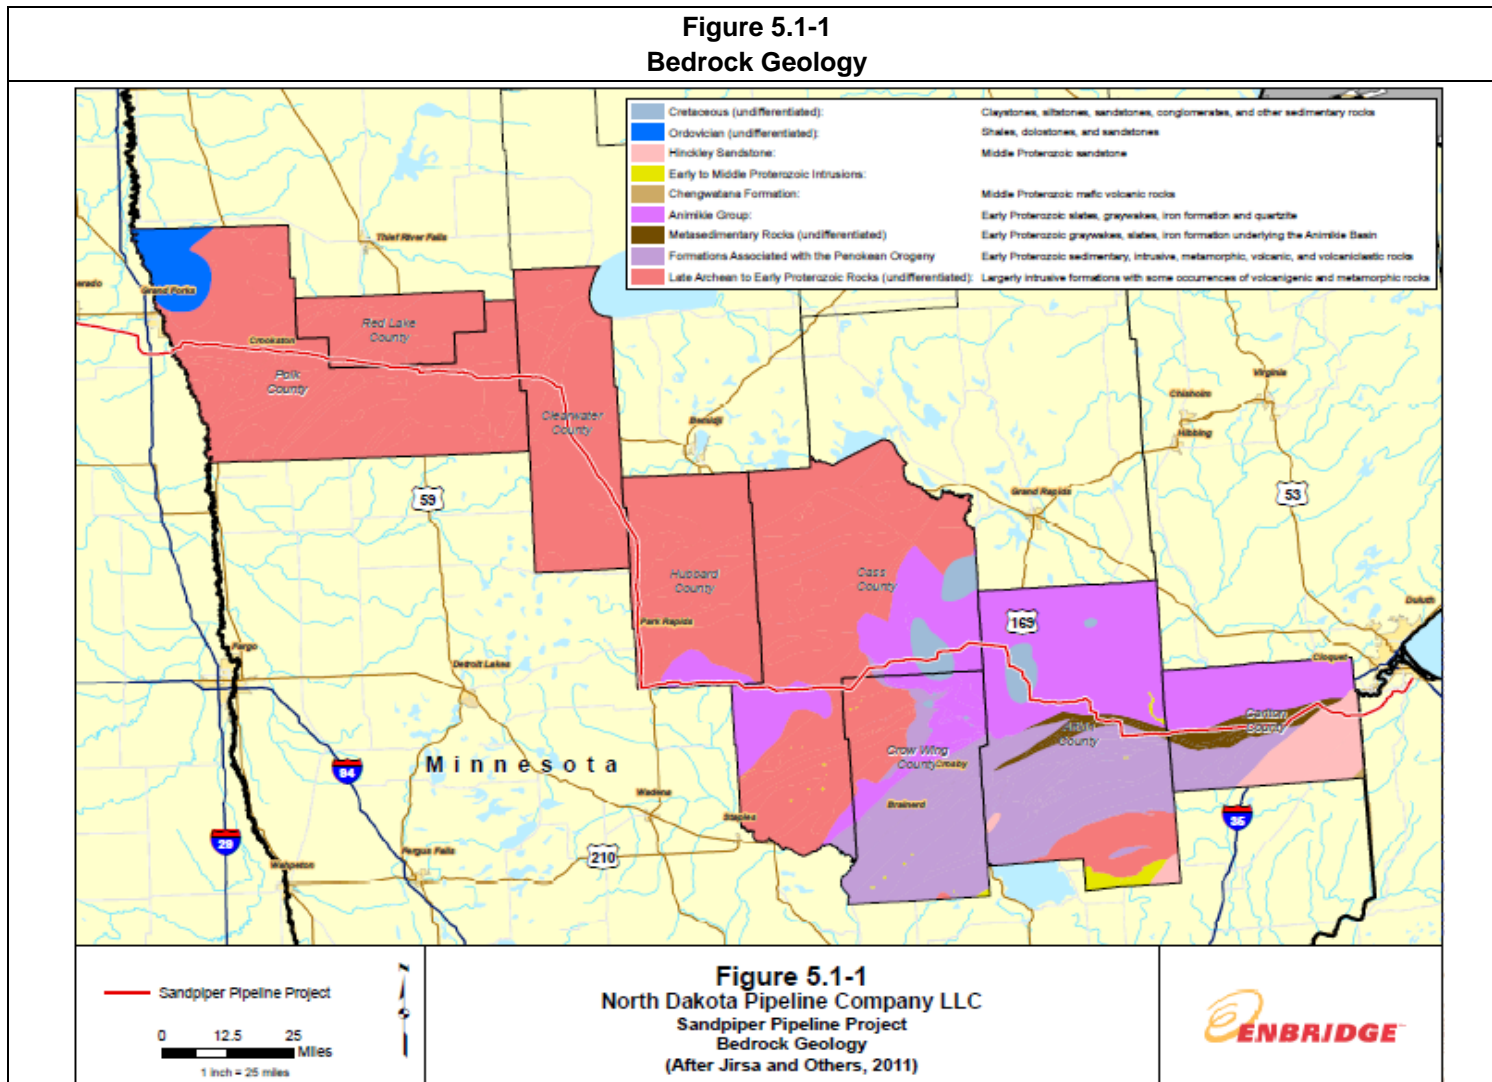 Figure 5.1-1
Bedrock Geology
Cretaceous (undifferentiated): Claystones, siltstones, sandstones, conglomerates, and other sedimentary rocks
Ordovician (undifferentiated): Shales, dolostones, and sandstones
Hinckley Sandstone: Middle Proterozoic sandstone
Early to Middle Proterozoic Intrusions:
Chengwatana Formation: Middle Proterozoic mafic volcanic rocks
Animikie Group: Early Proterozoic slates, graywakes, iron formation and quartzite
Metasedimentary Rocks (undifferentiated) Early Proterozoic graywakes, slates, iron formation underlying the Animikie Basin
Formations Associated with the Penokean Orogeny Early Proterozoic sedimentary, intrusive, metamorphic, volcanic, and volcaniclastic rocks
Late Archean to Early Proterozoic Rocks (undifferentiated): Largely intrusive formations with some occurrences of volcanigenic and metamorphic rocks
Thief River Falls
erado
Grand Forks
Red Lake
County
Crookston
Polk
County
Clearwater
County
Bemidji
Virginia
Chisholm
Hibbing
59
Grand Rapids
53
Hubbard
County
Cass
County
Park Rapids
169
Duluth
Cloquet
Fargo
Detroit Lakes
Carlton
County
Aitkin
County
Crow Wing
County
Crosby
Minnesota
94
Wadena
Brainerd
Staples
29
35
Fergus Falls
210
Wahpeton
Sandpiper Pipeline Project
0 12.5 25
Miles
1 inch = 25 miles
N
Figure 5.1-1
North Dakota Pipeline Company LLC
Sandpiper Pipeline Project
Bedrock Geology
(After Jirsa and Others, 2011)
ENBRIDGE